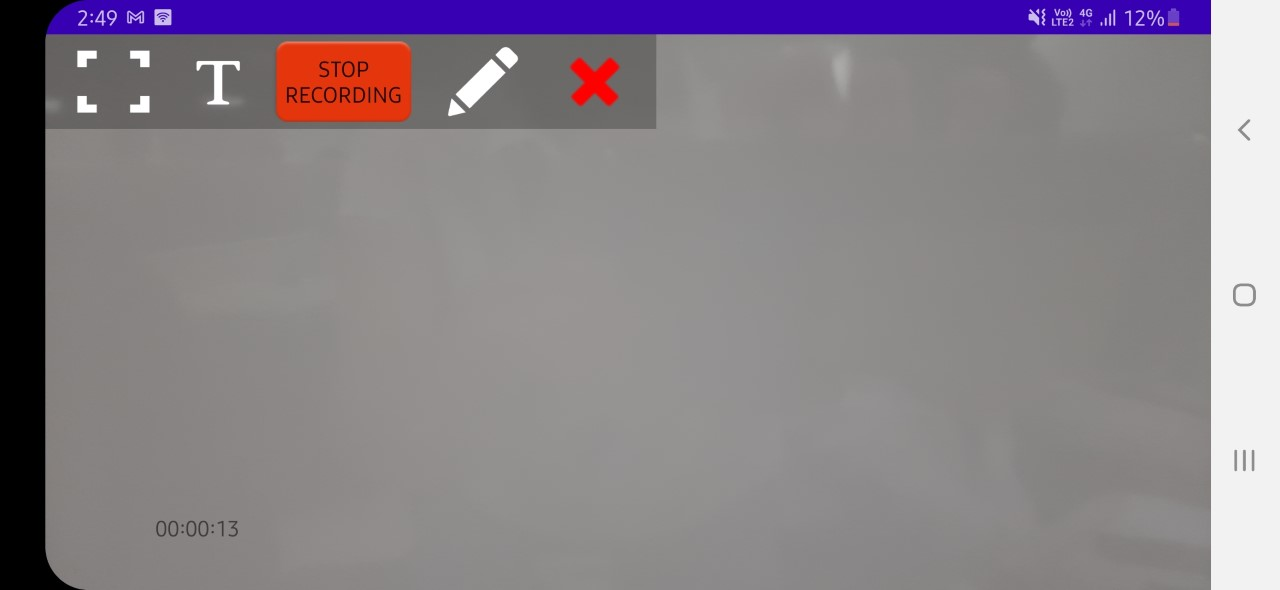 2:49
Vo)) 4G
LTE2
12%
T
STOP
RECORDING
00:00:13